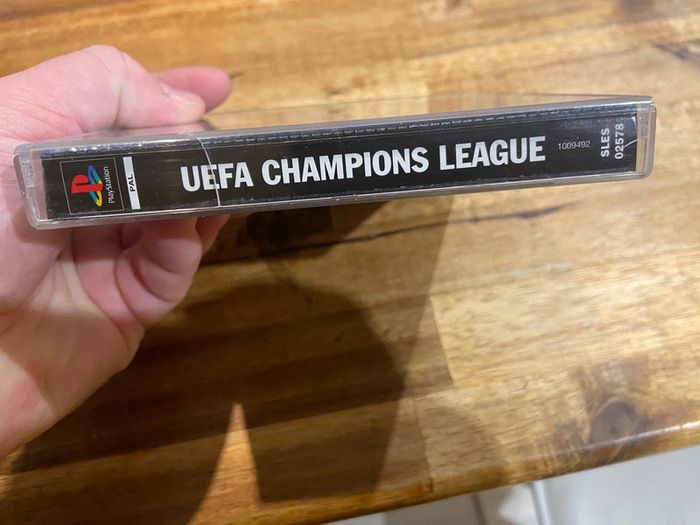 PlayStation
PAL
UEFA CHAMPIONS LEAGUE
1009492
SLES
02578